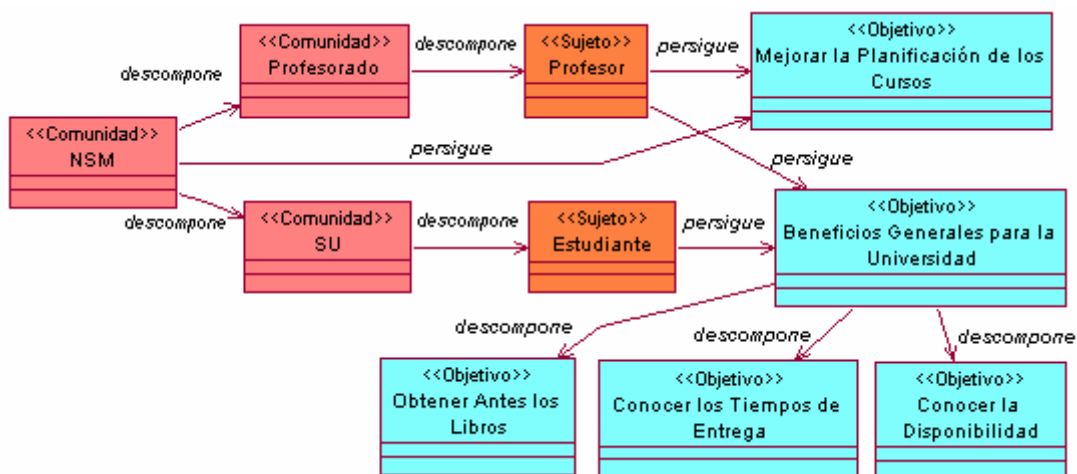 <<Comunidad>>
Profesorado
descompone
<<Sujeto>>
Profesor
persigue
<<Objetivo>>
Mejorar la Planificación de los
Cursos
descompone
<<Comunidad>>
NSM
persigue
persigue
descompone
<<Comunidad>>
SU
descompone
<<Sujeto>>
Estudiante
persigue
<<Objetivo>>
Beneficios Generales para la
Universidad
descompone
descompone
descompone
<<Objetivo>>
Obtener Antes los
Libros
<<Objetivo>>
Conocer los Tiempos de
Entrega
<<Objetivo>>
Conocer la
Disponibilidad